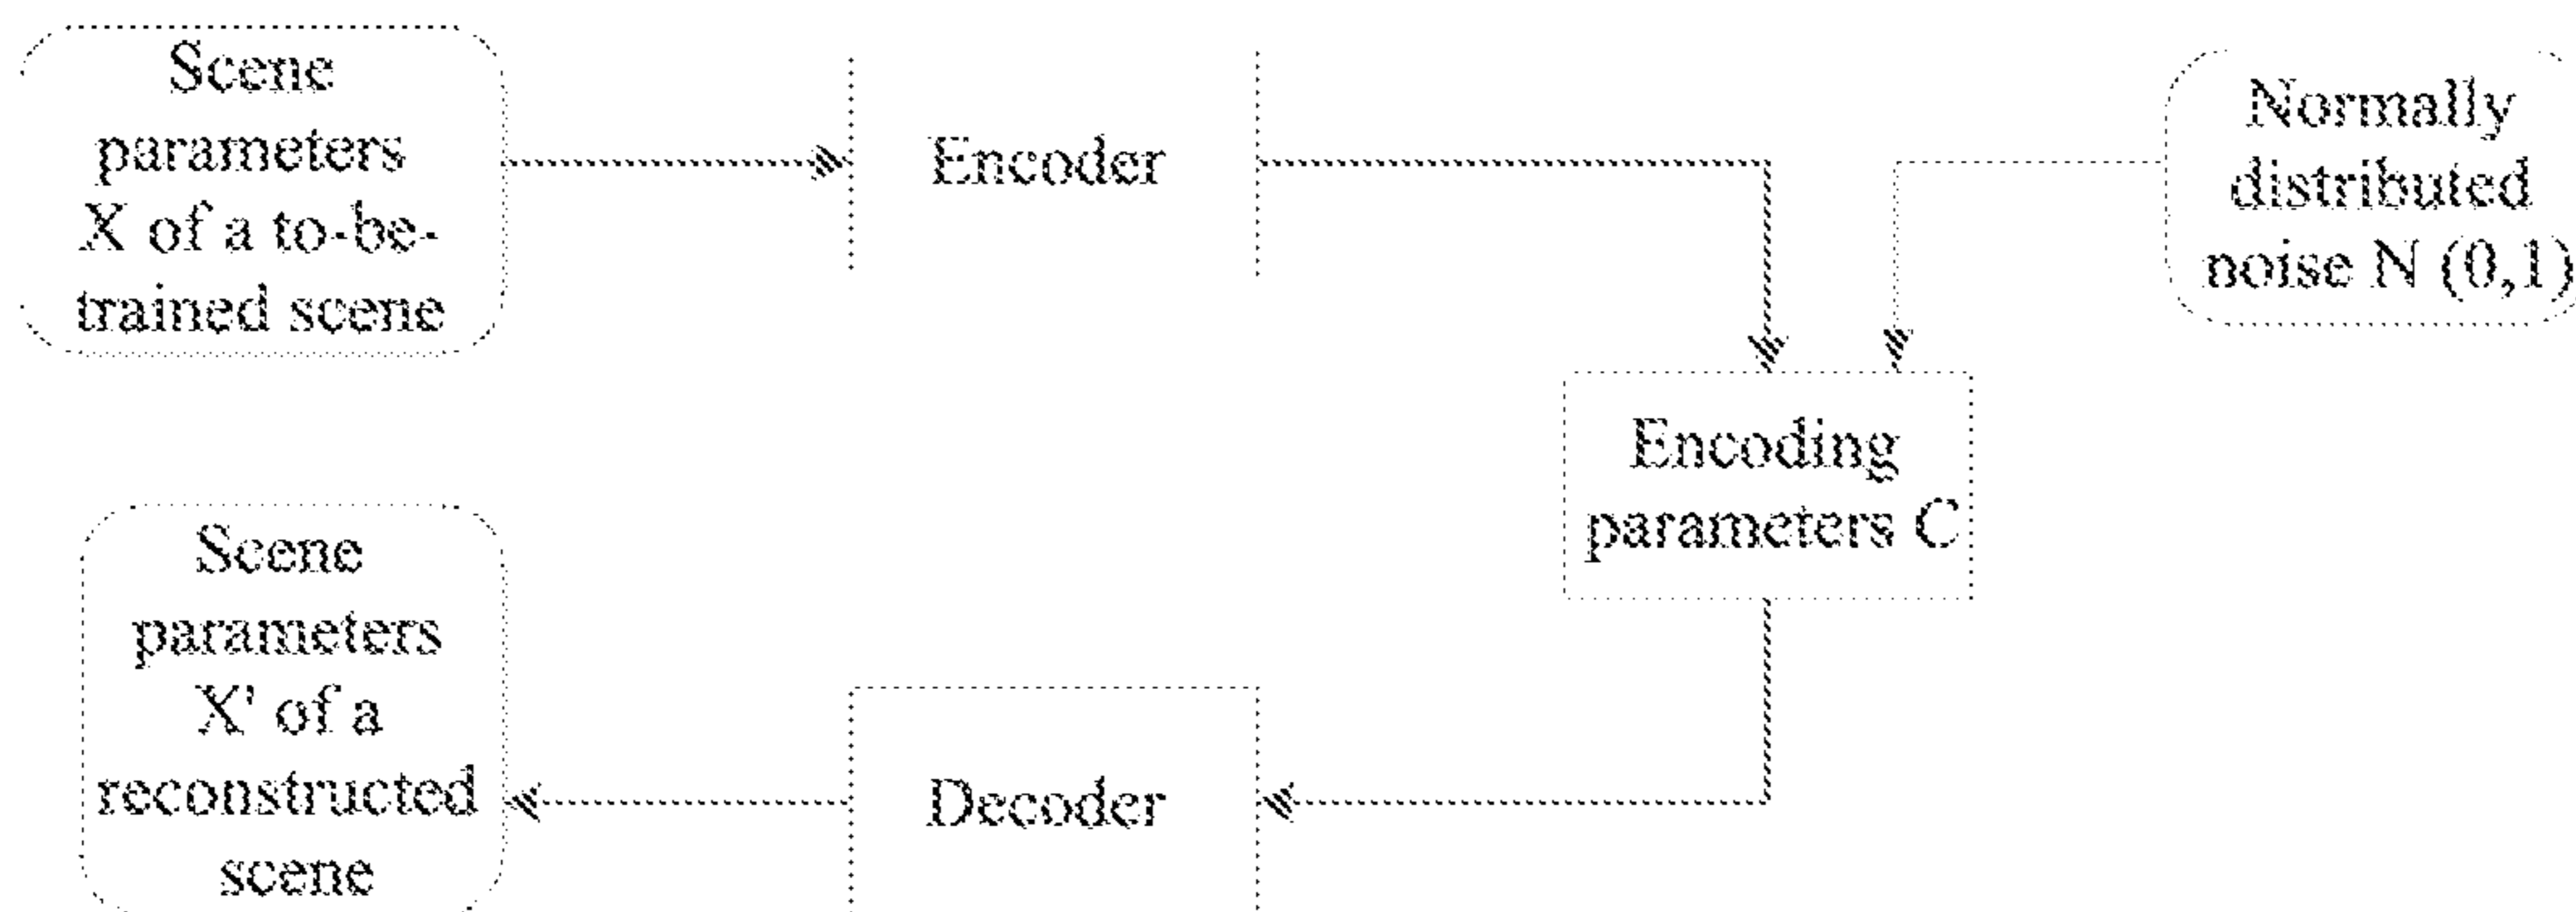 Scene
parameters
X of a to-be-
trained scene
Encoder
Normally
distributed
noise N (0,1)
Encoding
parameters C
Scene
parameters
X' of a
reconstructed
scene
Decoder